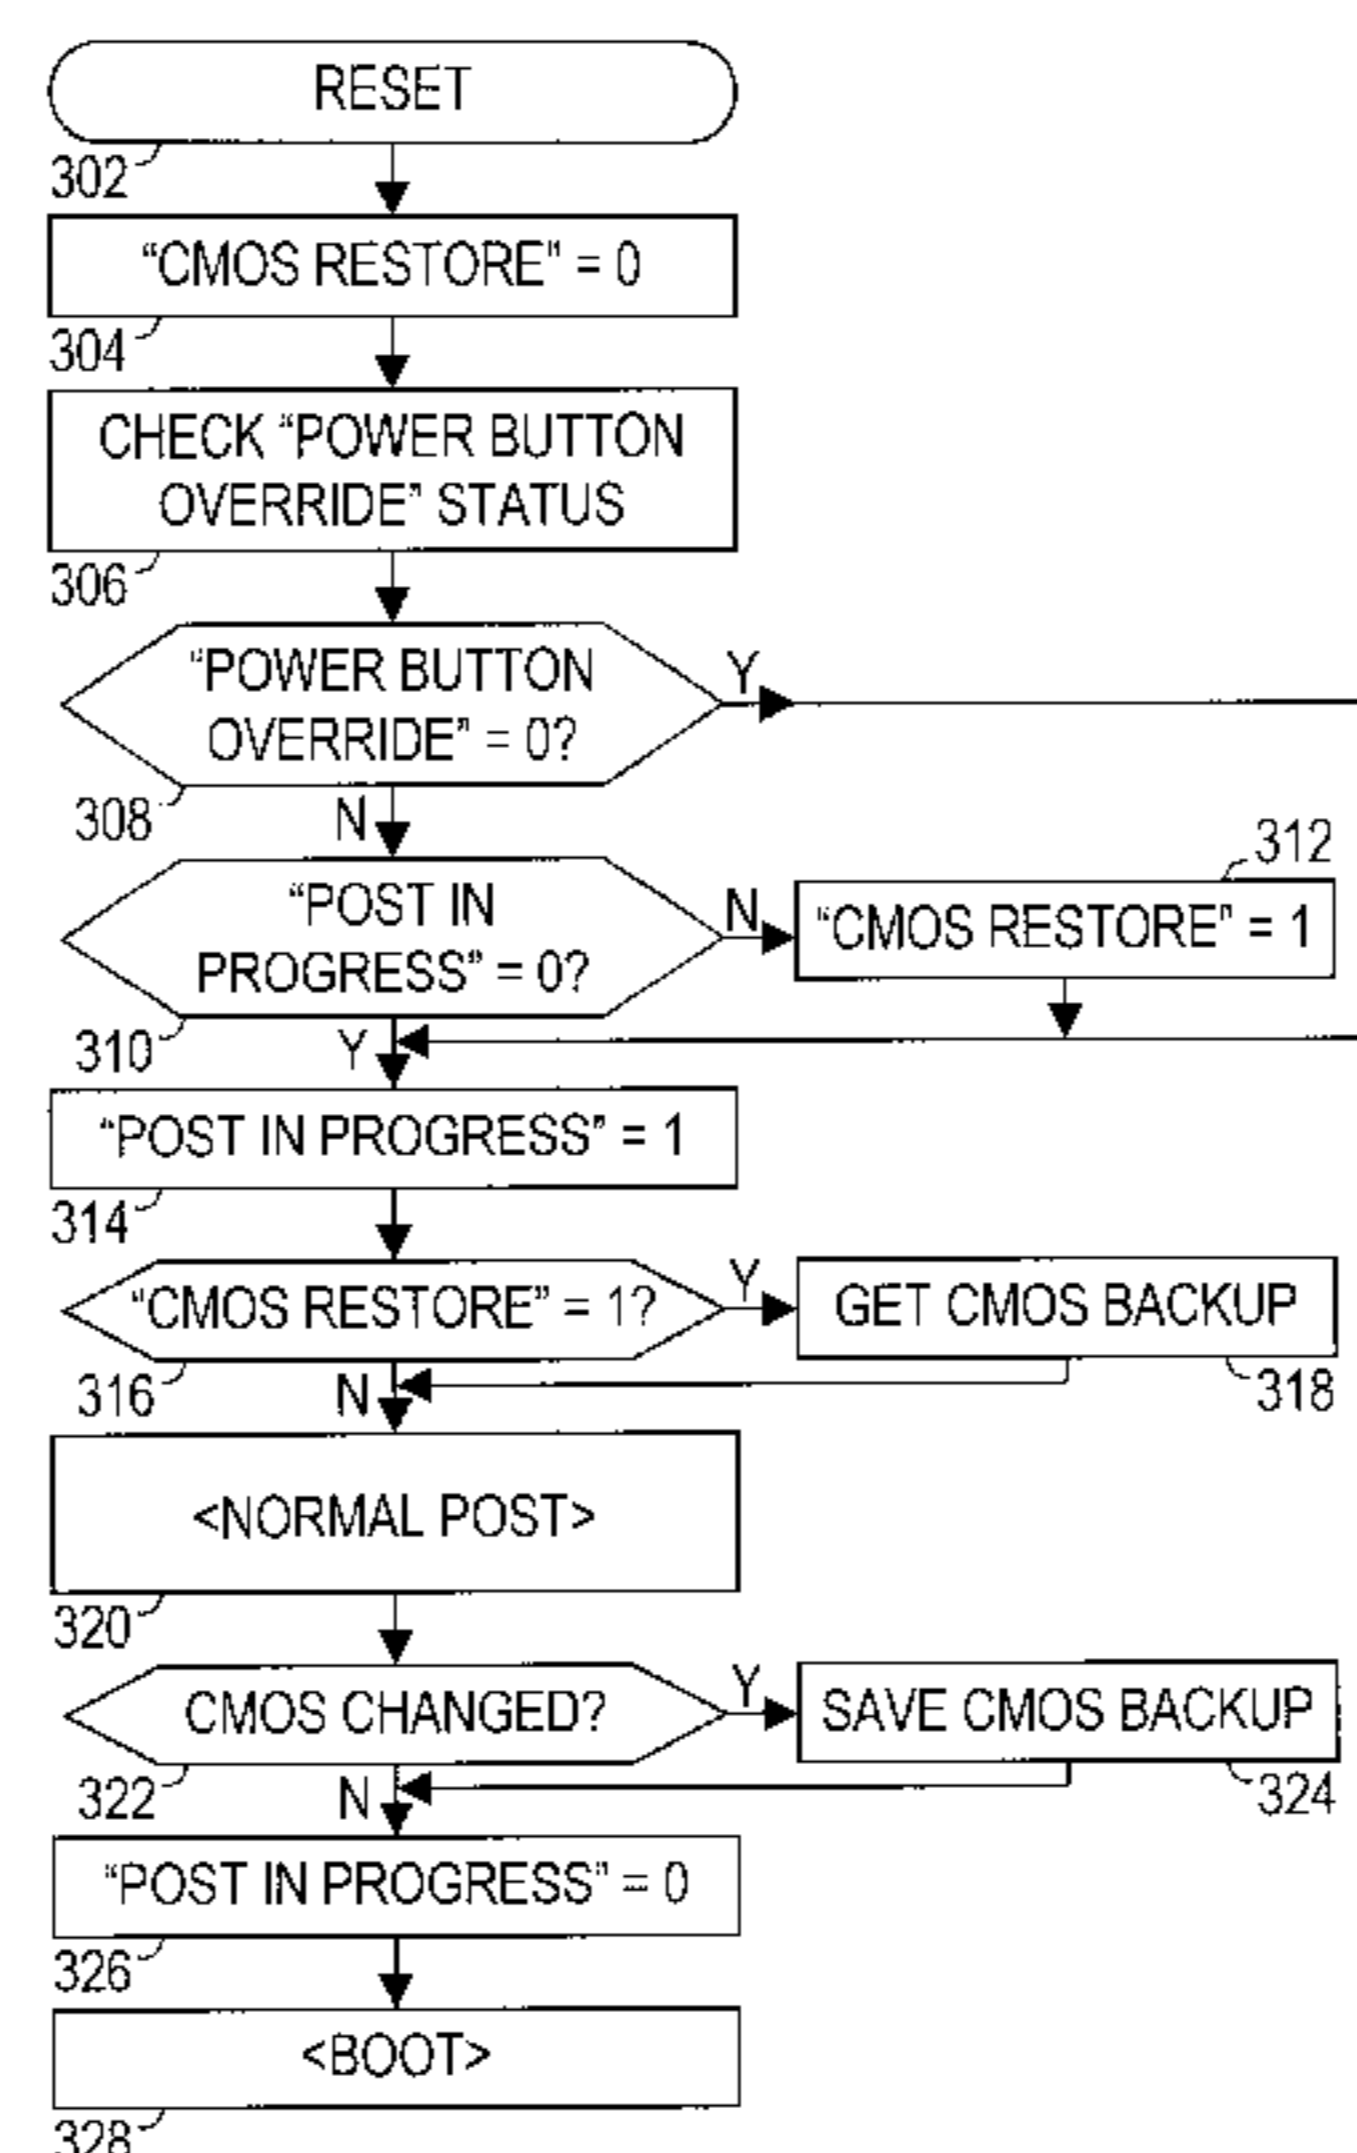 RESET
302
“CMOS RESTORE” = 0
304
CHECK “POWER BUTTON
OVERRIDE” STATUS
306
“POWER BUTTON
OVERRIDE” = 0?
Y
308
N
“POST IN
PROGRESS” = 0?
N
312
“CMOS RESTORE” = 1
310
Y
“POST IN PROGRESS” = 1
314
“CMOS RESTORE” = 1?
Y
GET CMOS BACKUP
316
N
318
<NORMAL POST>
320
CMOS CHANGED?
Y
SAVE CMOS BACKUP
322
N
324
“POST IN PROGRESS” = 0
326
<BOOT>
328